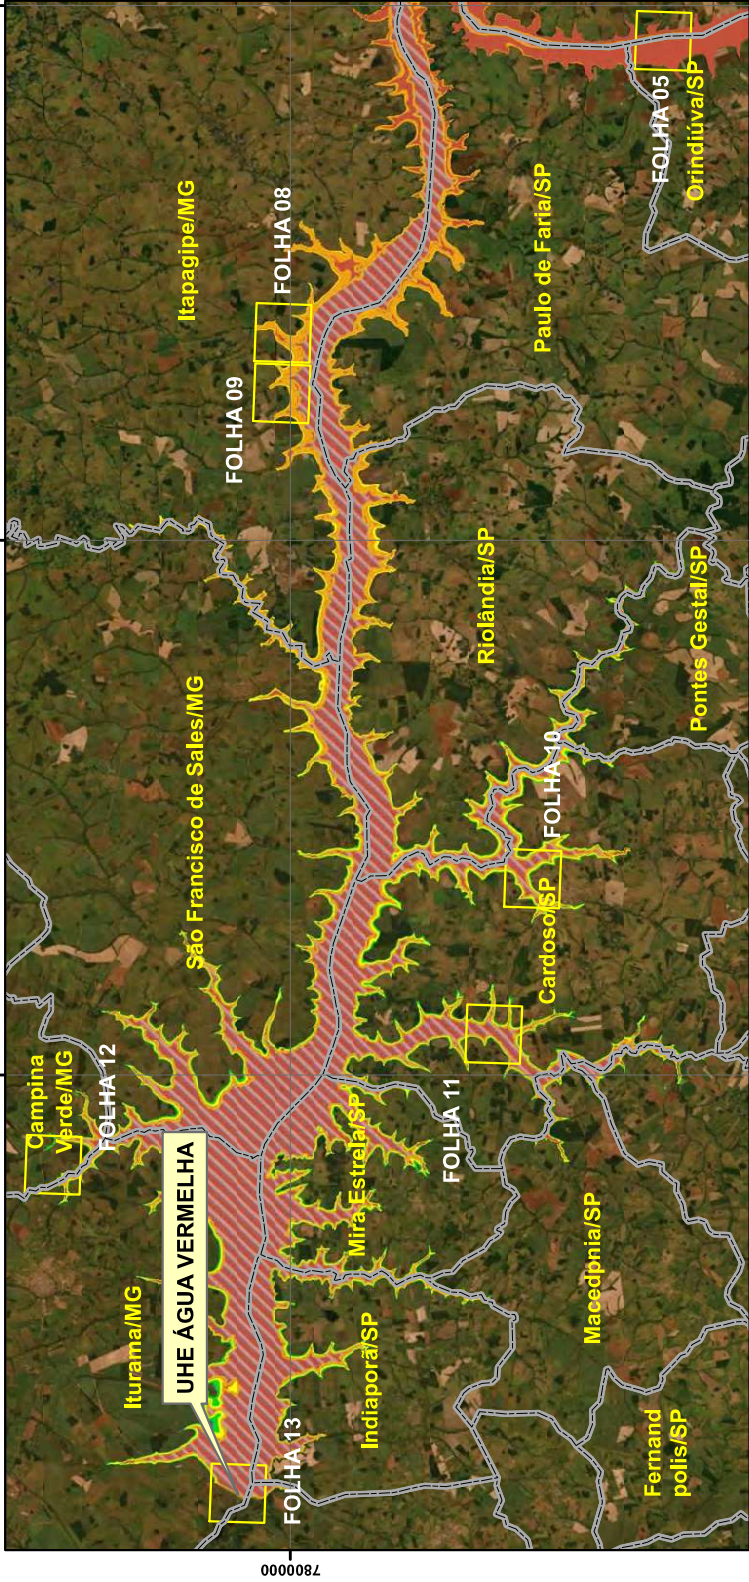 Itapagipe/MG
FOLHA 08
FOLHA 09
FOLHA 05
Orindiúva/SP
Paulo de Faria/SP
Riolândia/SP
Pontes Gestal/SP
São Francisco de Sales/MG
FOLHA 10
Cardoso/SP
Campina
Verde/MG
FOLHA 12
FOLHA 11
Mira Estrela/SP
UHE ÁGUA VERMELHA
Iturama/MG
Macedpnia/SP
Indiaporã/SP
FOLHA 13
Fernand
polis/SP
7800000